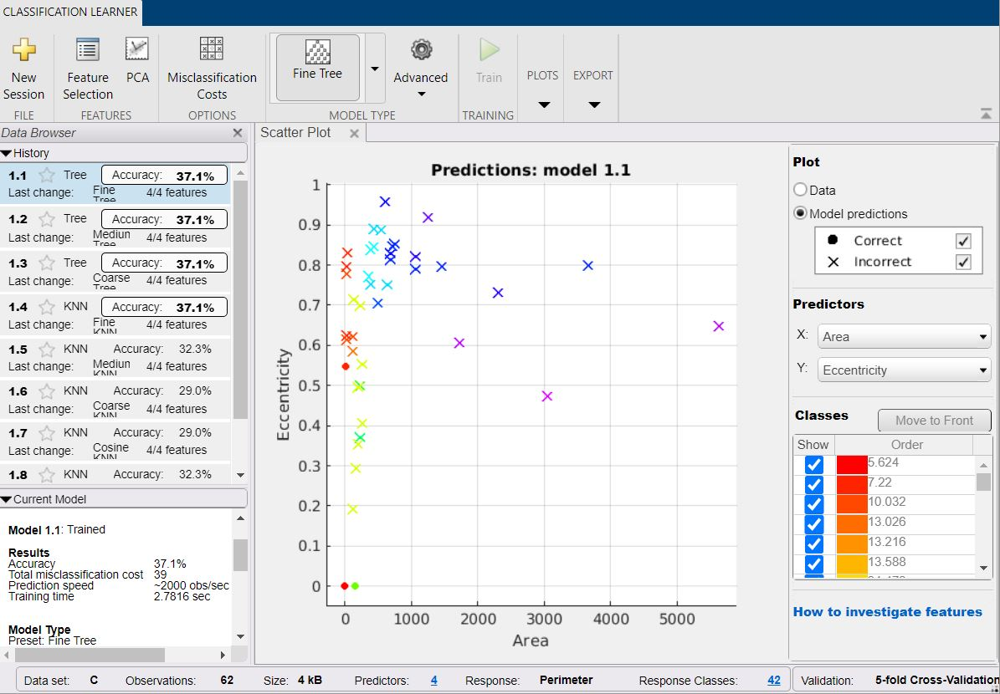 CLASSIFICATION LEARNER
New Session
Feature Selection
PCA
Misclassification Costs
Fine Tree
Advanced
Train
PLOTS
EXPORT
FILE
FEATURES
OPTIONS
MODEL TYPE
TRAINING
Data Browser
History
1.1 Tree Accuracy: 37.1%
Last change: Fine Tree 4/4 features
1.2 Tree Accuracy: 37.1%
Last change: Mediun Tree 4/4 features
1.3 Tree Accuracy: 37.1%
Last change: Coarse Tree 4/4 features
1.4 KNN Accuracy: 37.1%
Last change: Fine KNN 4/4 features
1.5 KNN Accuracy: 32.3%
Last change: Mediun KNN 4/4 features
1.6 KNN Accuracy: 29.0%
Last change: Coarse KNN 4/4 features
1.7 KNN Accuracy: 29.0%
Last change: Cosine KNN 4/4 features
1.8 KNN Accuracy: 32.3%
Current Model
Model 1.1: Trained
Results
Accuracy 37.1%
Total misclassification cost 39
Prediction speed ~2000 obs/sec
Training time 2.7816 sec
Model Type
Preset: Fine Tree
Scatter Plot
Predictions: model 1.1
1
0.9
0.8
0.7
0.6
0.5
0.4
0.3
0.2
0.1
0
Eccentricity
0 1000 2000 3000 4000 5000
Area
Plot
Data
Model predictions
Correct
Incorrect
Predictors
X: Area
Y: Eccentricity
Classes
Move to Front
Show Order
5.624
7.22
10.032
13.026
13.216
13.588
How to investigate features
Data set: C Observations: 62 Size: 4 kB Predictors: 4 Response: Perimeter Response Classes: 42 Validation: 5-fold Cross-Validation